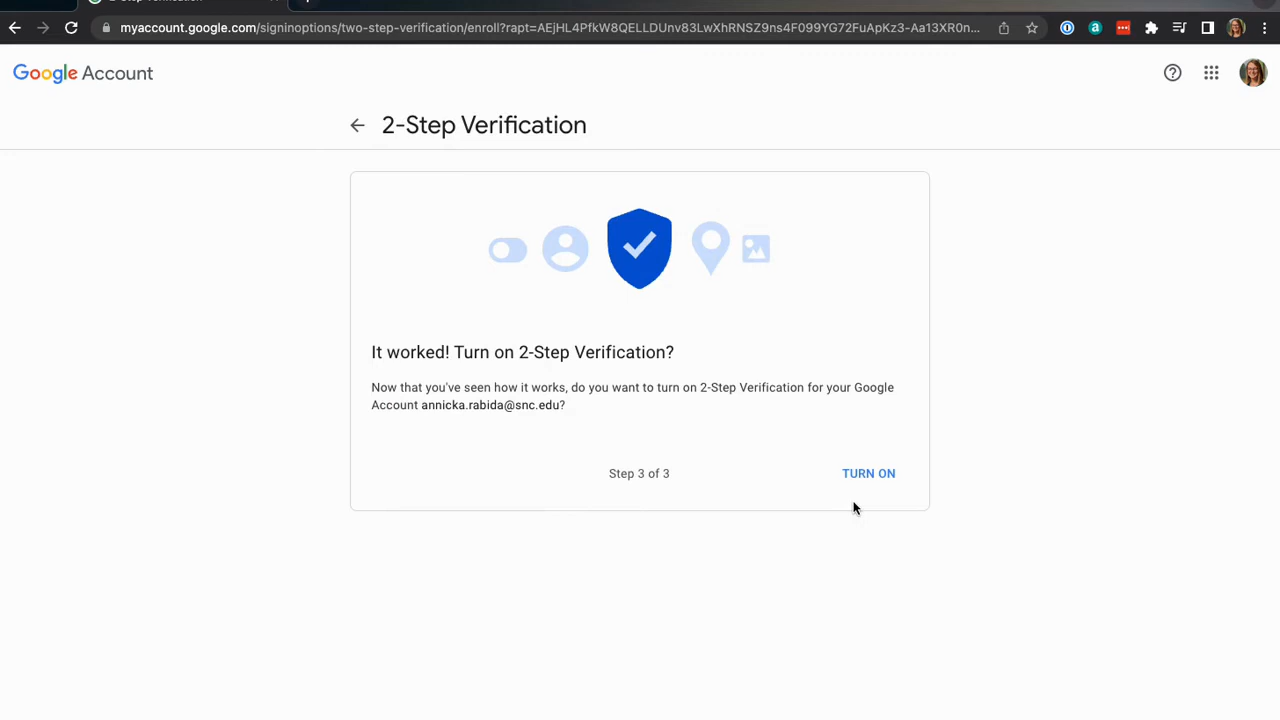 myaccount.google.com/signinoptions/two-step-verification/enroll?rapt=AEjHL4PfkW8QELLDUnv83LwXhRNSZ9ns4F099YG72FuApKz3-Aa13XR0n...
Google Account
2-Step Verification
It worked! Turn on 2-Step Verification?
Now that you've seen how it works, do you want to turn on 2-Step Verification for your Google
Account annicka.rabida@snc.edu?
Step 3 of 3
TURN ON